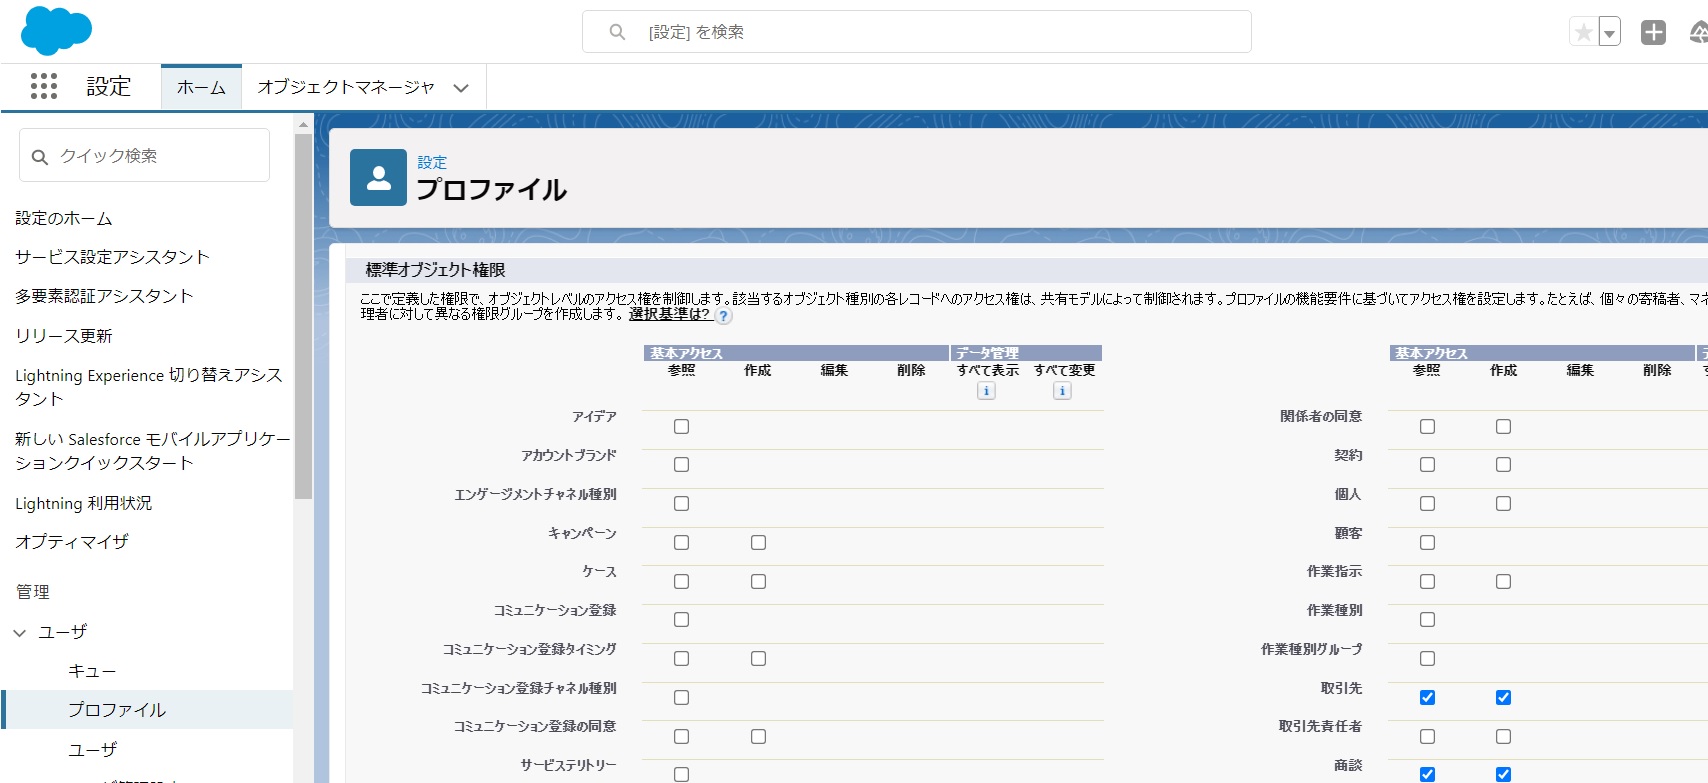 [設定] を検索
設定
ホーム
オブジェクトマネージャ
クイック検索
設定のホーム
サービス設定アシスタント
多要素認証アシスタント
リリース更新
Lightning Experience 切り替えアシス
タント
新しい Salesforce モバイルアプリケー
ションクイックスタート
Lightning 利用状況
オプティマイザ
管理
ユーザ
キュー
プロファイル
ユーザ
設定
プロファイル
標準オブジェクト権限
ここで定義した権限で、オブジェクトレベルのアクセス権を制御します。該当するオブジェクト種別の各レコードへのアクセス権は、共有モデルによって制御されます。プロファイルの機能要件に基づいてアクセス権を設定します。たとえば、個々の寄稿者、マネ
理者に対して異なる権限グループを作成します。 選択基準は? ?
基本アクセス データ管理
参照 作成 編集 削除 すべて表示 すべて変更
i i
アイデア
アカウントブランド
エンゲージメントチャネル種別
キャンペーン
ケース
コミュニケーション登録
コミュニケーション登録タイミング
コミュニケーション登録チャネル種別
コミュニケーション登録の同意
サービステリトリー
基本アクセス
参照 作成 編集 削除
関係者の同意
契約
個人
顧客
作業指示
作業種別
作業種別グループ
取引先
取引先責任者
商談